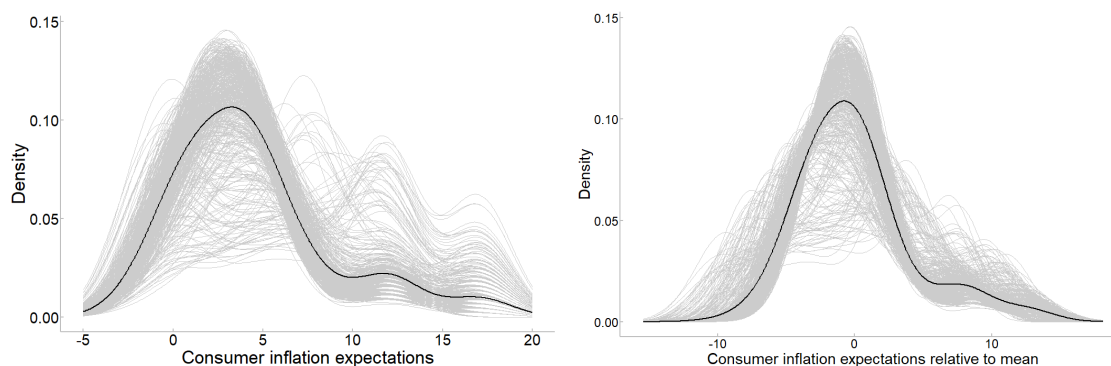 0.15
0.10
0.05
0.00
Density
-5 0 5 10 15 20
Consumer inflation expectations
0.15
0.10
0.05
0.00
Density
-10 0 10
Consumer inflation expectations relative to mean